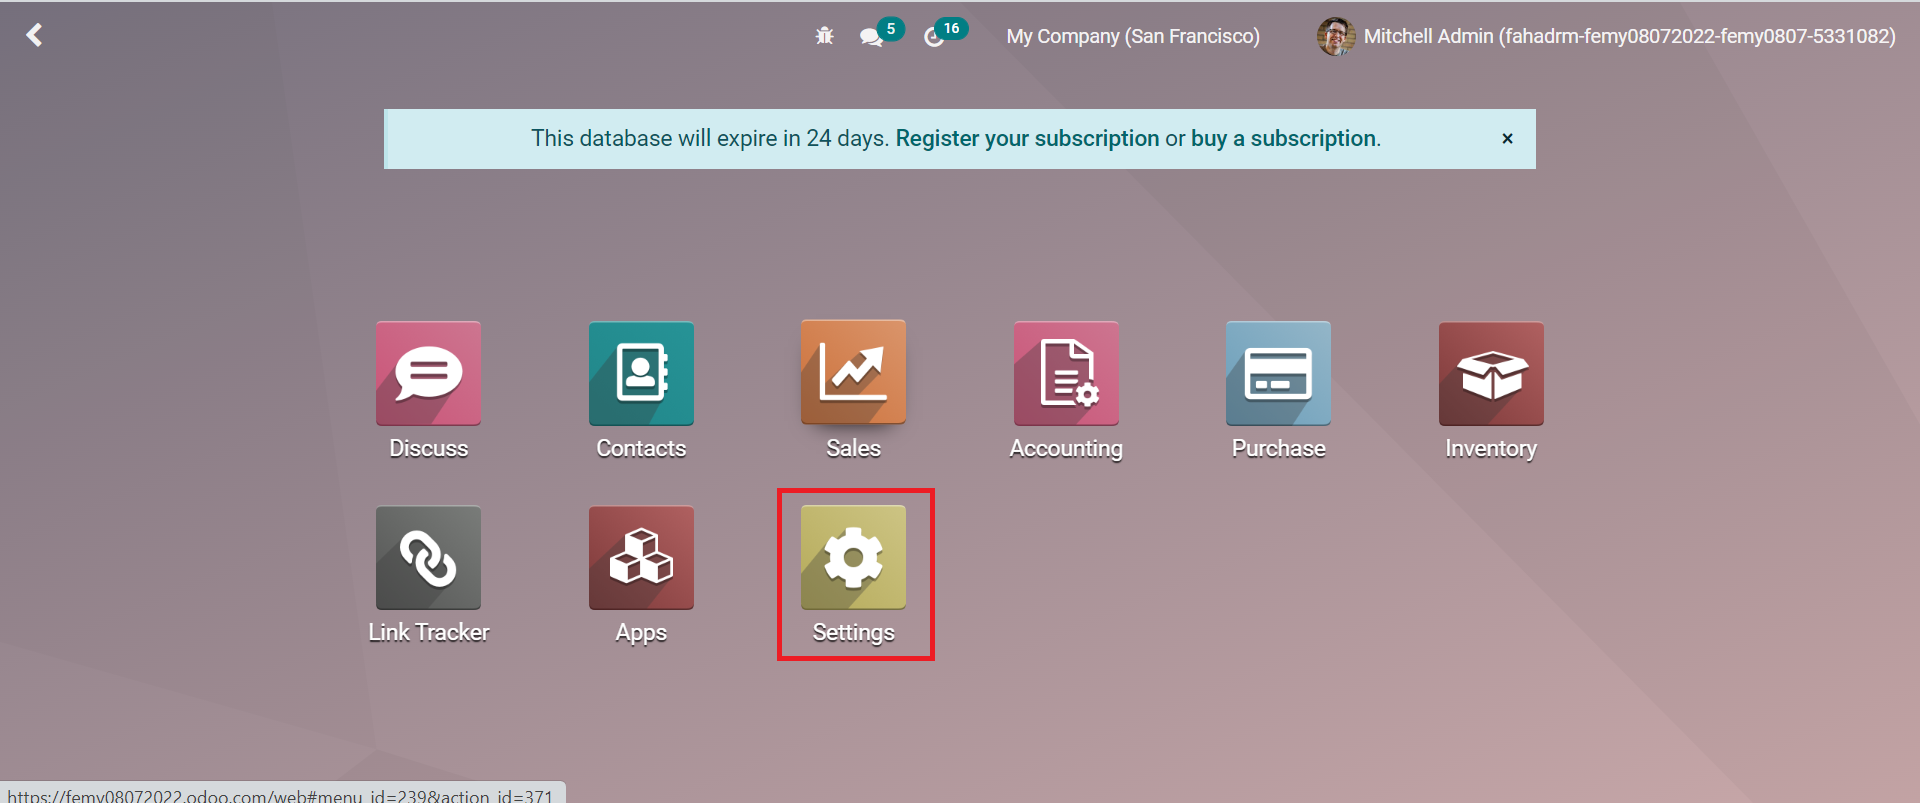 5
16
My Company (San Francisco)
Mitchell Admin (fahadrm-femy08072022-femy0807-5331082)
This database will expire in 24 days. Register your subscription or buy a subscription.
×
Discuss
Contacts
Sales
Accounting
Purchase
Inventory
Link Tracker
Apps
Settings
https://femy08072022.odoo.com/web#menu_id=239&action_id=371